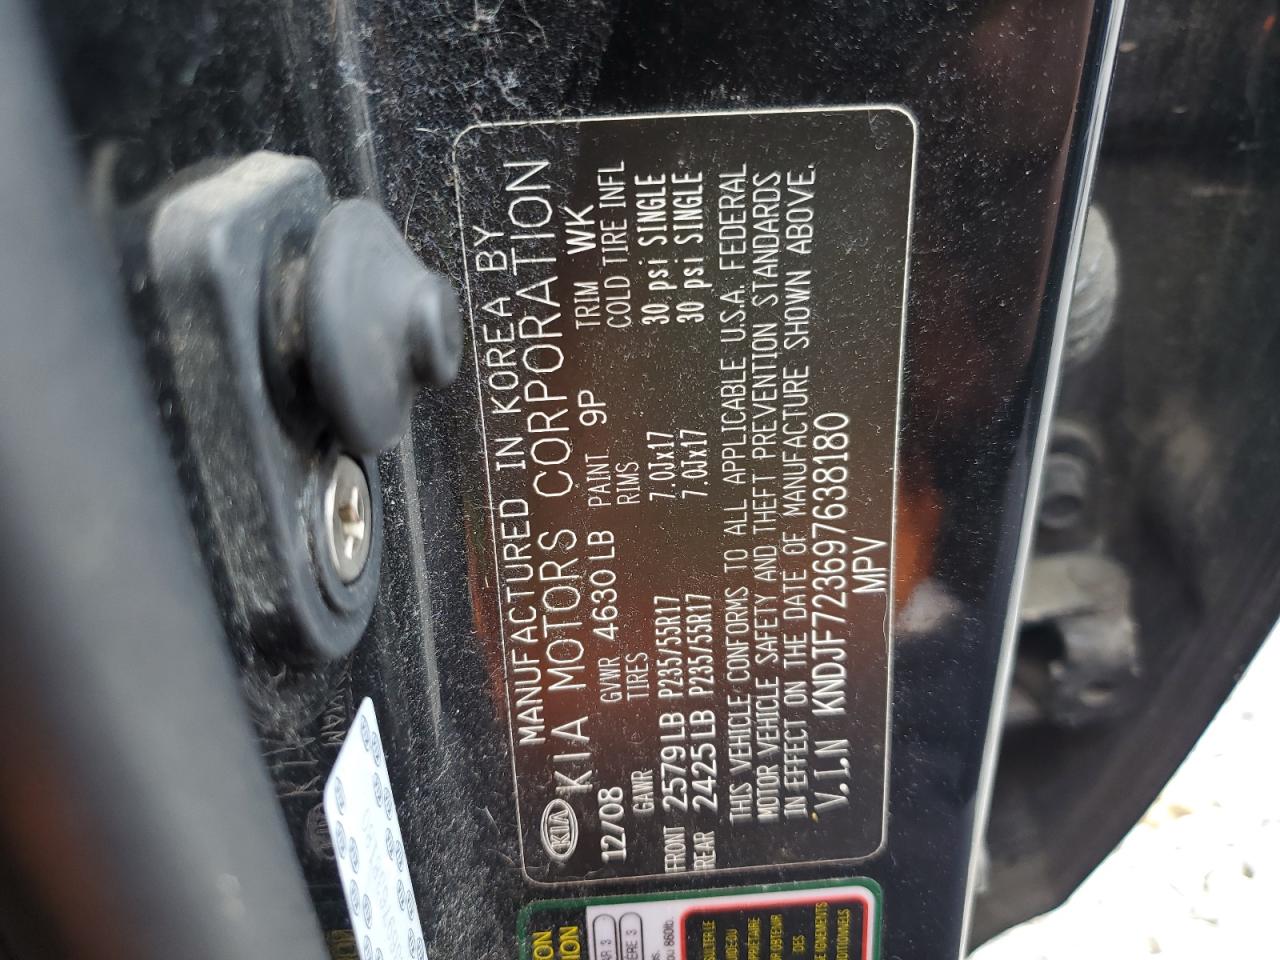 MANUFACTURED IN KOREA BY
KIA KIA MOTORS CORPORATION
12/08 GVWR 4630 LB PAINT 9P TRIM WK
GAWR TIRES RIMS COLD TIRE INFL
FRONT 2579 LB P235/55R17 7.0Jx17 30 psi SINGLE
REAR 2425 LB P235/55R17 7.0Jx17 30 psi SINGLE
THIS VEHICLE CONFORMS TO ALL APPLICABLE U.S.A. FEDERAL
MOTOR VEHICLE SAFETY AND THEFT PREVENTION STANDARDS
IN EFFECT ON THE DATE OF MANUFACTURE SHOWN ABOVE.
V.I.N KNDJF723697638180
MPV